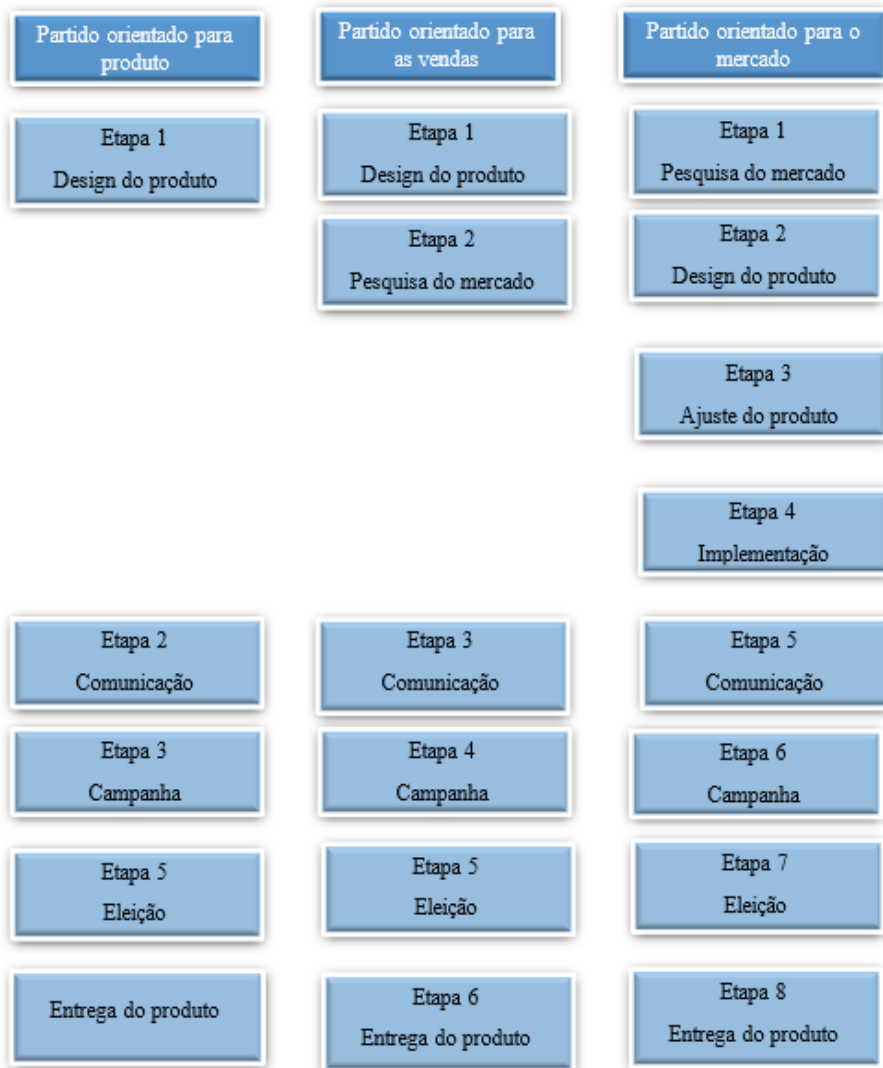 Partido orientado para
produto
Partido orientado para
as vendas
Partido orientado para o
mercado
Etapa 1
Design do produto
Etapa 1
Design do produto
Etapa 1
Pesquisa do mercado
Etapa 2
Pesquisa do mercado
Etapa 2
Design do produto
Etapa 3
Ajuste do produto
Etapa 4
Implementação
Etapa 2
Comunicação
Etapa 3
Comunicação
Etapa 5
Comunicação
Etapa 3
Campanha
Etapa 4
Campanha
Etapa 6
Campanha
Etapa 5
Eleição
Etapa 5
Eleição
Etapa 7
Eleição
Entrega do produto
Etapa 6
Entrega do produto
Etapa 8
Entrega do produto